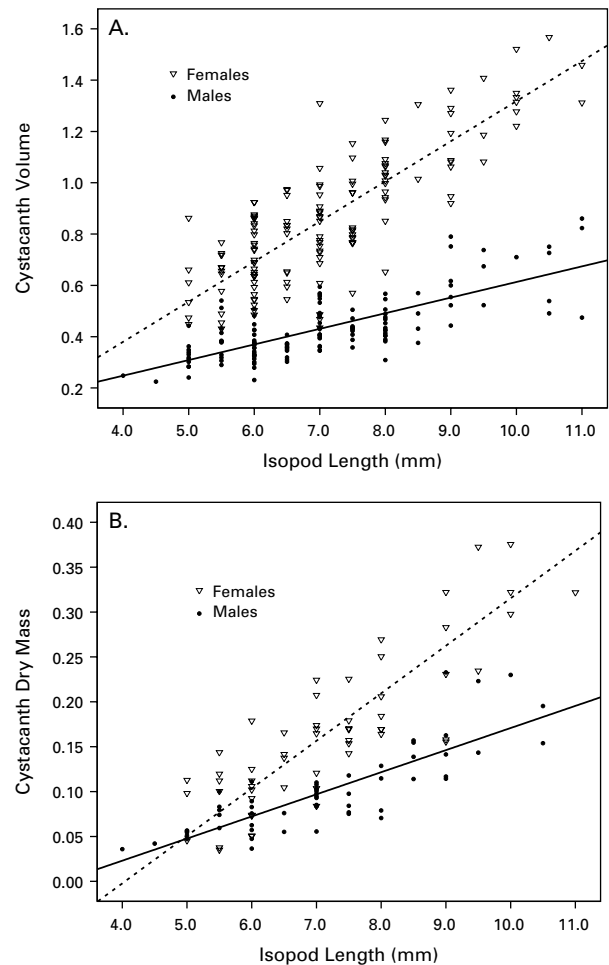 A.
Females
Males
Cystacanth Volume
1.6
1.4
1.2
1.0
0.8
0.6
0.4
0.2
4.0 5.0 6.0 7.0 8.0 9.0 10.0 11.0
Isopod Length (mm)
B.
Females
Males
Cystacanth Dry Mass
0.40
0.35
0.30
0.25
0.20
0.15
0.10
0.05
0.00
4.0 5.0 6.0 7.0 8.0 9.0 10.0 11.0
Isopod Length (mm)